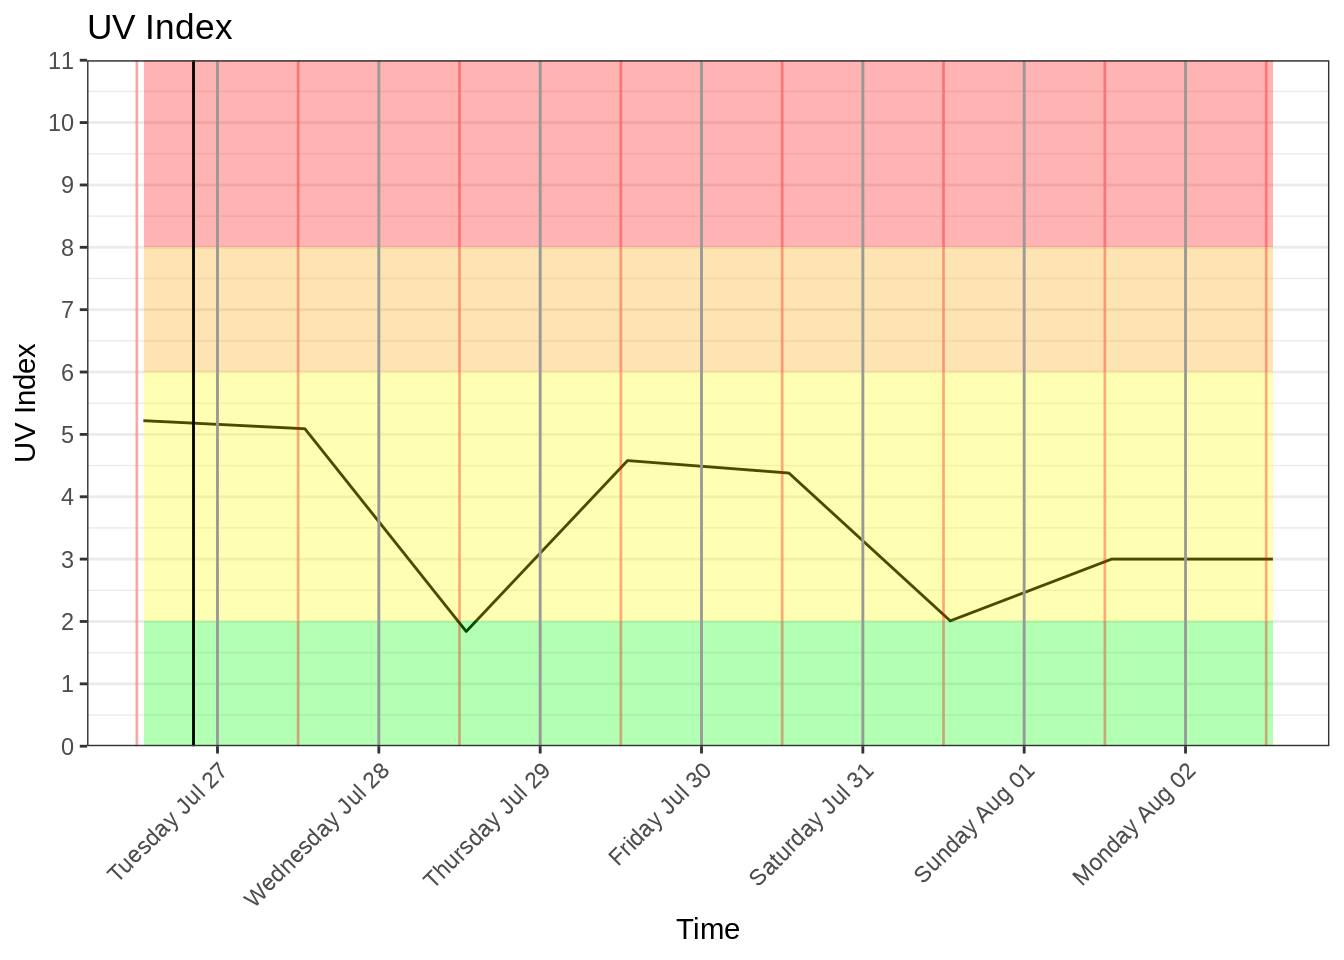 UV Index
11
10
9
8
7
6
5
4
3
2
1
0
UV Index
Tuesday Jul 27
Wednesday Jul 28
Thursday Jul 29
Friday Jul 30
Saturday Jul 31
Sunday Aug 01
Monday Aug 02
Time